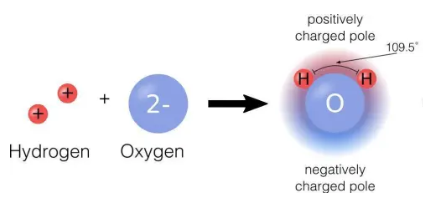 positively
charged pole
109.5°
+
+
+
2-
H
H
O
Hydrogen
Oxygen
negatively
charged pole